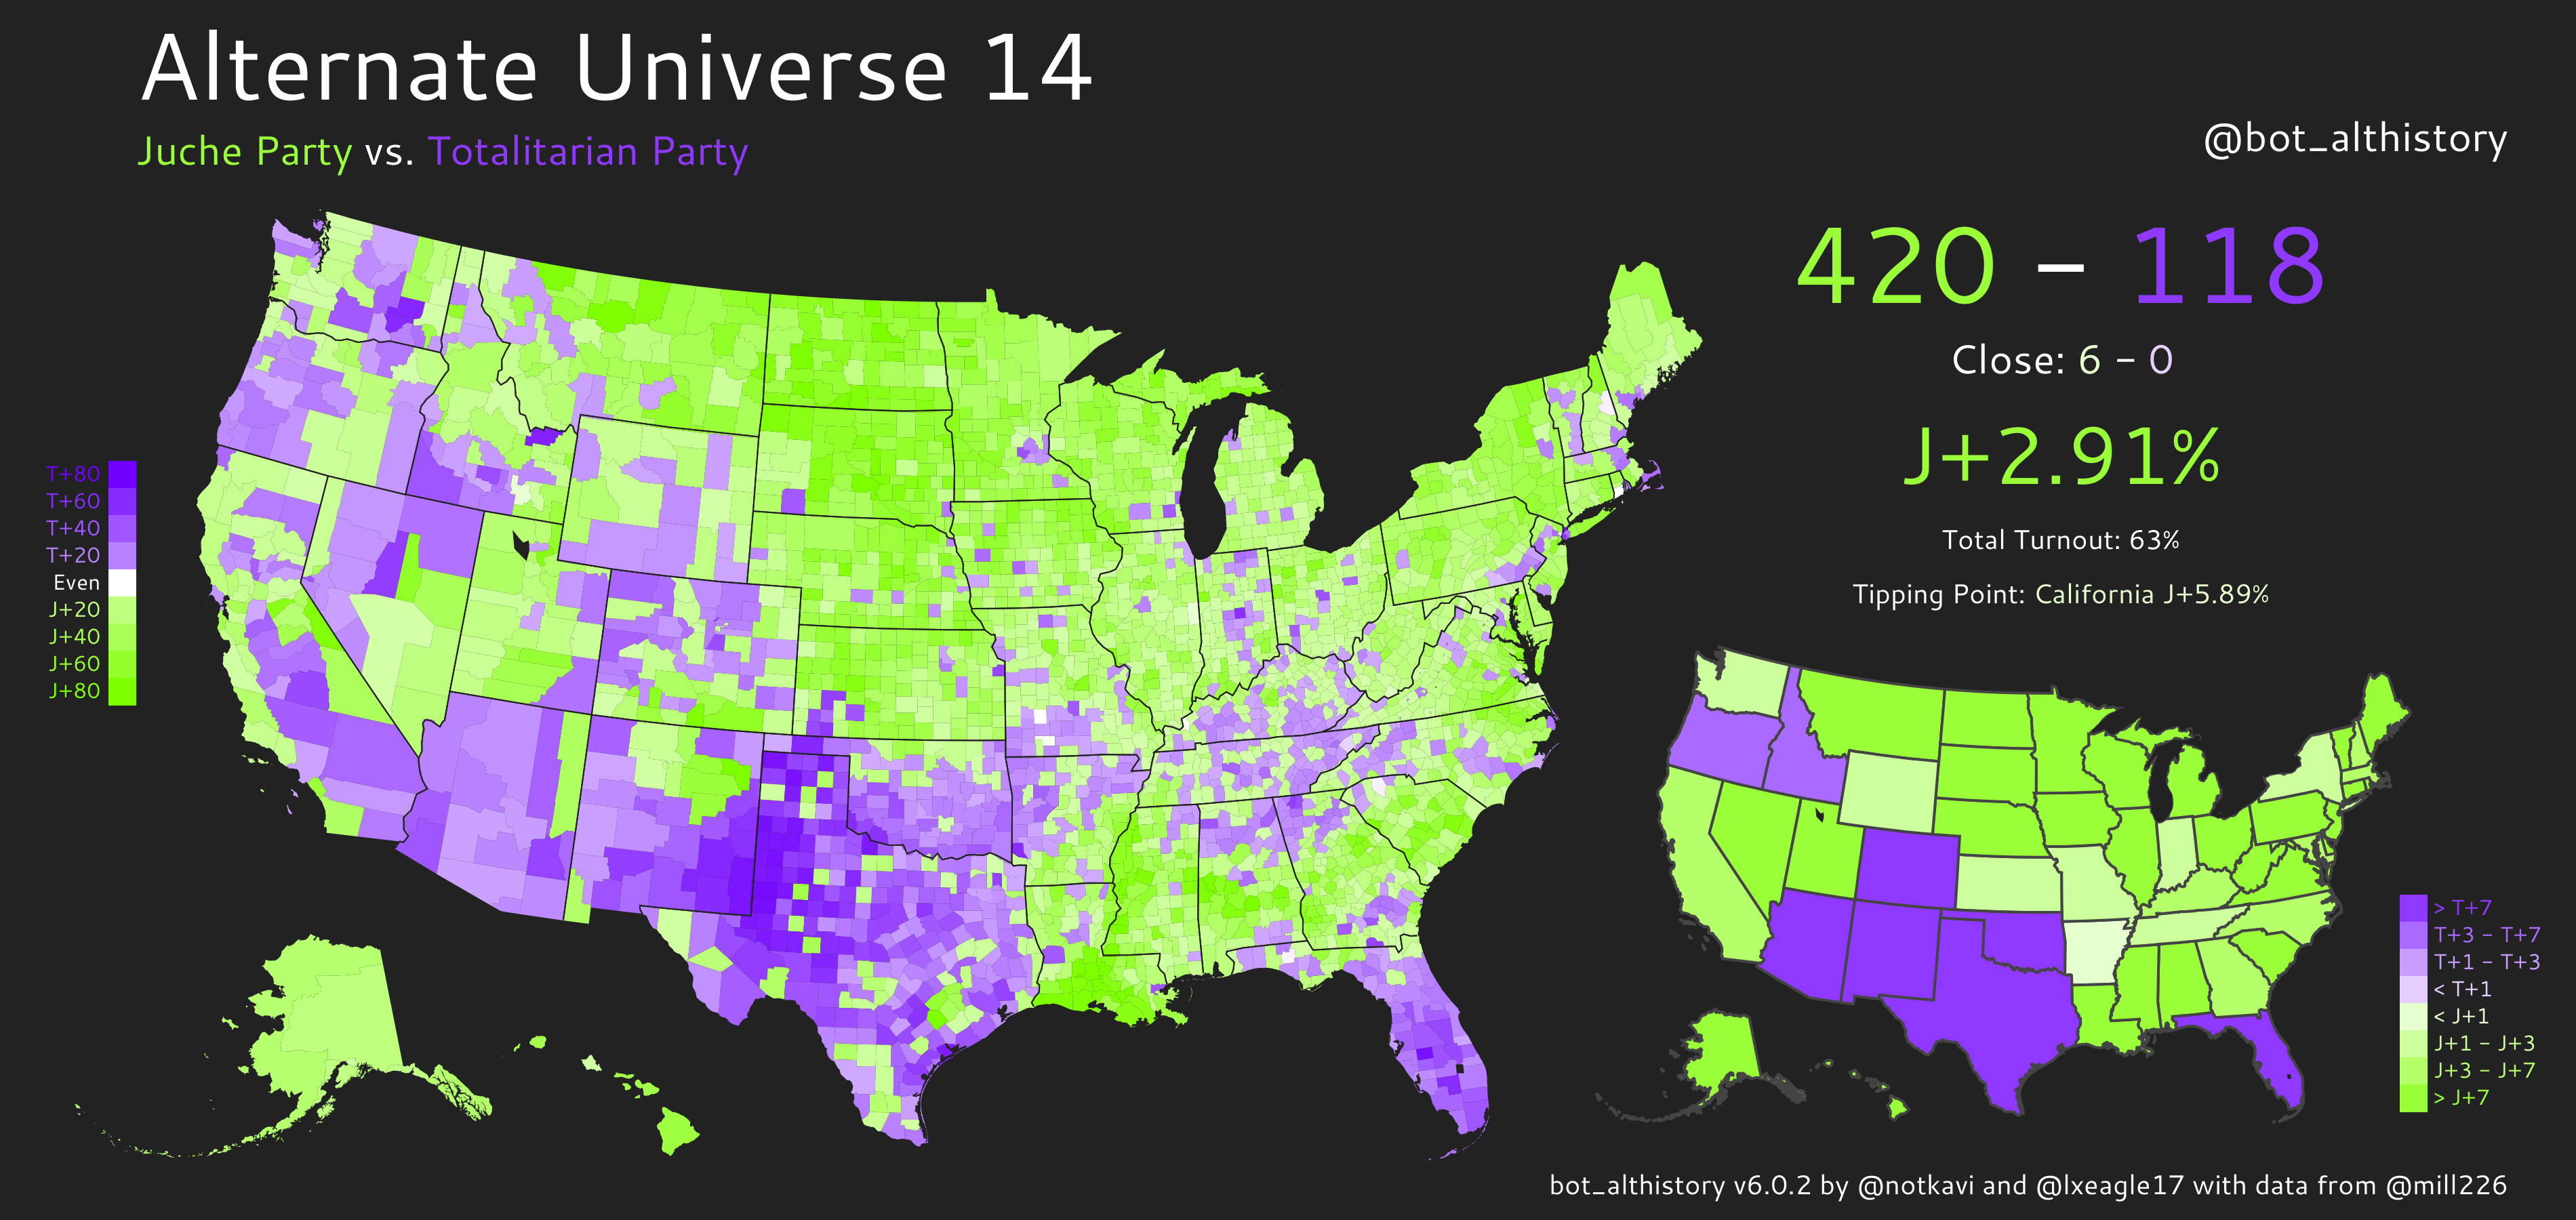 Alternate Universe 14
Juche Party vs. Totalitarian Party
@bot_althistory
420 – 118
Close: 6 - 0
J+2.91%
Total Turnout: 63%
Tipping Point: California J+5.89%
T+80
T+60
T+40
T+20
Even
J+20
J+40
J+60
J+80
> T+7
T+3 - T+7
T+1 - T+3
< T+1
< J+1
J+1 - J+3
J+3 - J+7
> J+7
bot_althistory v6.0.2 by @notkavi and @lxeagle17 with data from @mill226